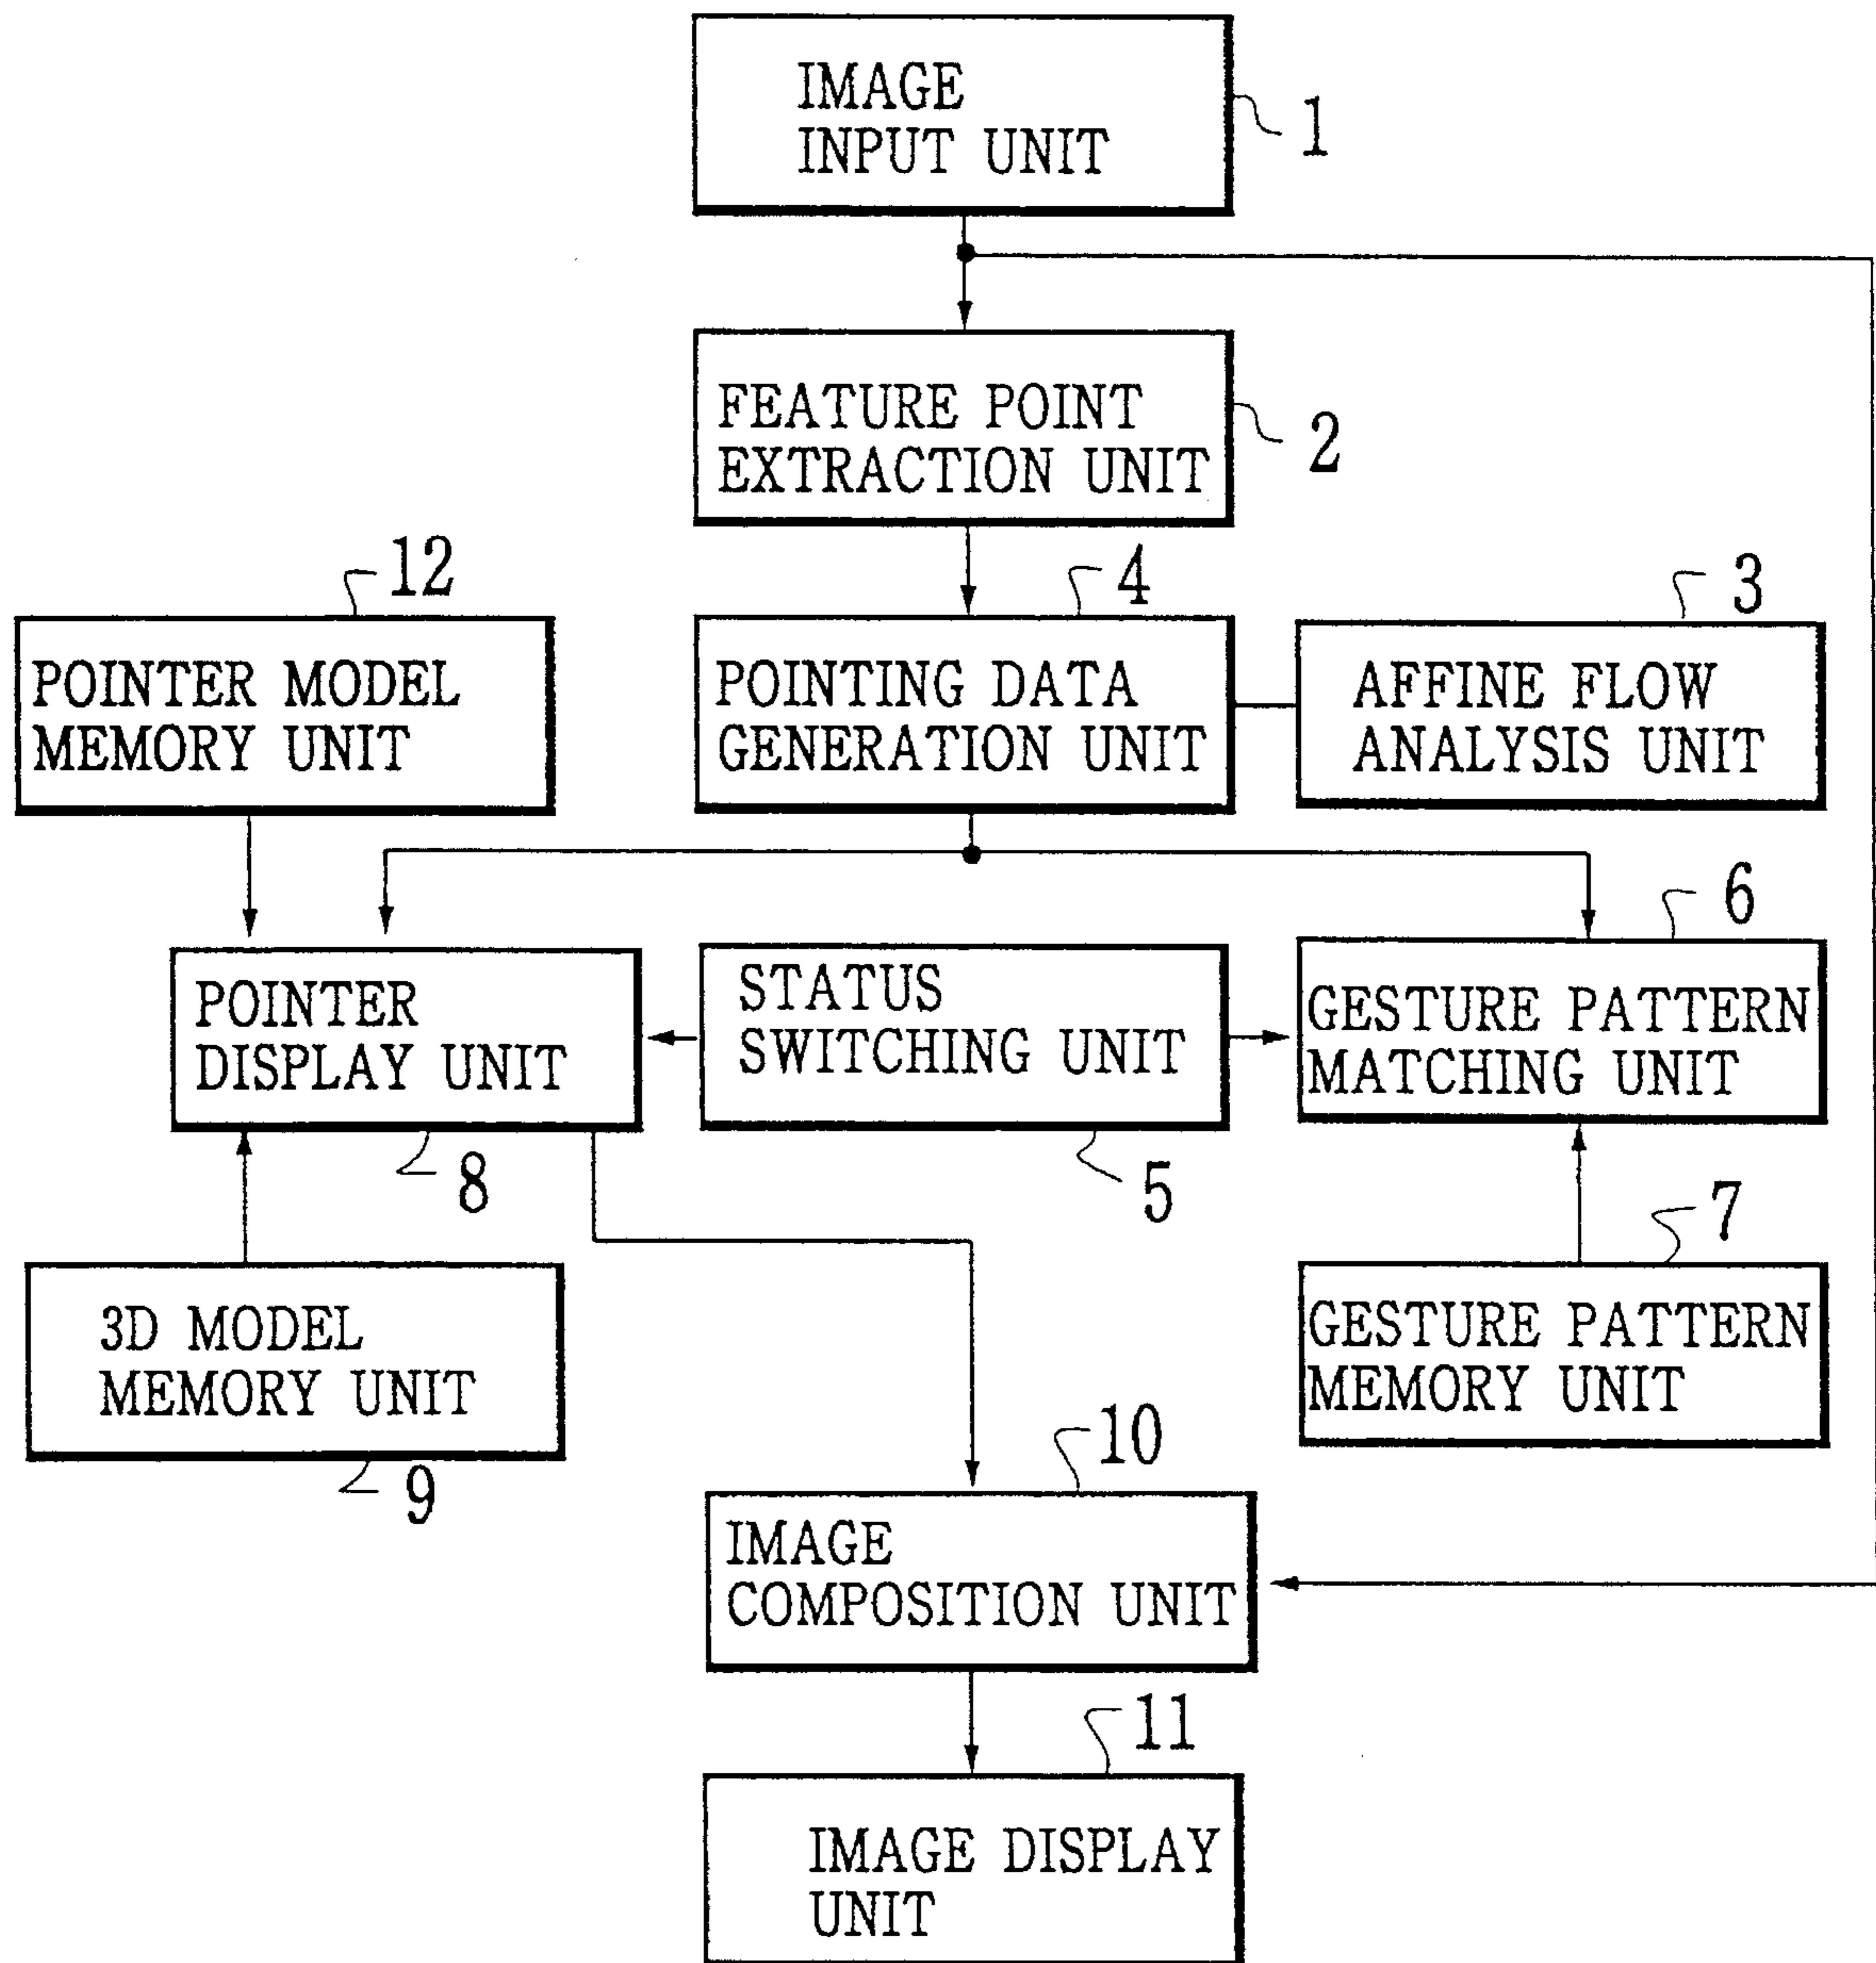 IMAGE
INPUT UNIT
1
FEATURE POINT
EXTRACTION UNIT
2
12
POINTER MODEL
MEMORY UNIT
4
POINTING DATA
GENERATION UNIT
3
AFFINE FLOW
ANALYSIS UNIT
POINTER
DISPLAY UNIT
8
STATUS
SWITCHING UNIT
5
6
GESTURE PATTERN
MATCHING UNIT
7
GESTURE PATTERN
MEMORY UNIT
3D MODEL
MEMORY UNIT
9
10
IMAGE
COMPOSITION UNIT
11
IMAGE DISPLAY
UNIT